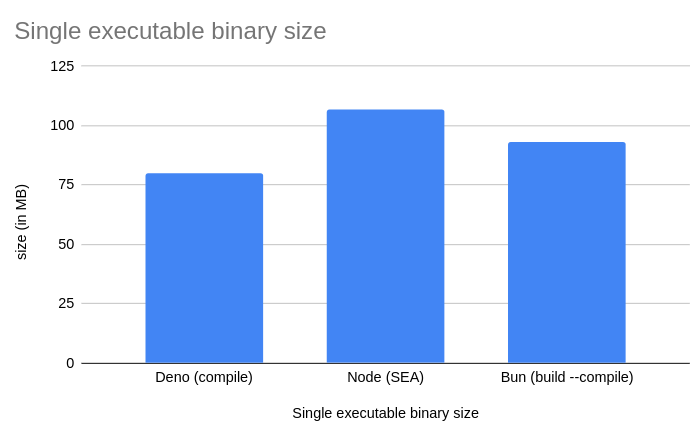 Single executable binary size
125
100
75
50
25
0
size (in MB)
Deno (compile)
Node (SEA)
Bun (build --compile)
Single executable binary size